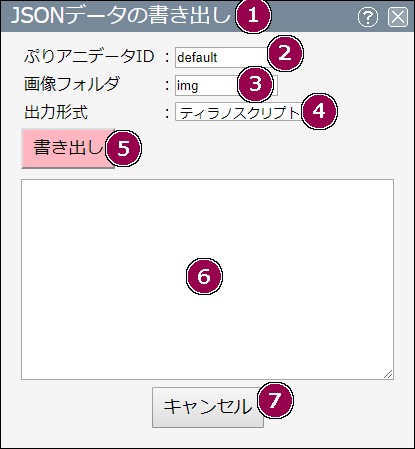 JSONデータの書き出し 1 ?
ぷりアニデータID : default 2
画像フォルダ : img 3
出力形式 : ティラノスクリプト 4
書き出し 5
6
キャンセル 7